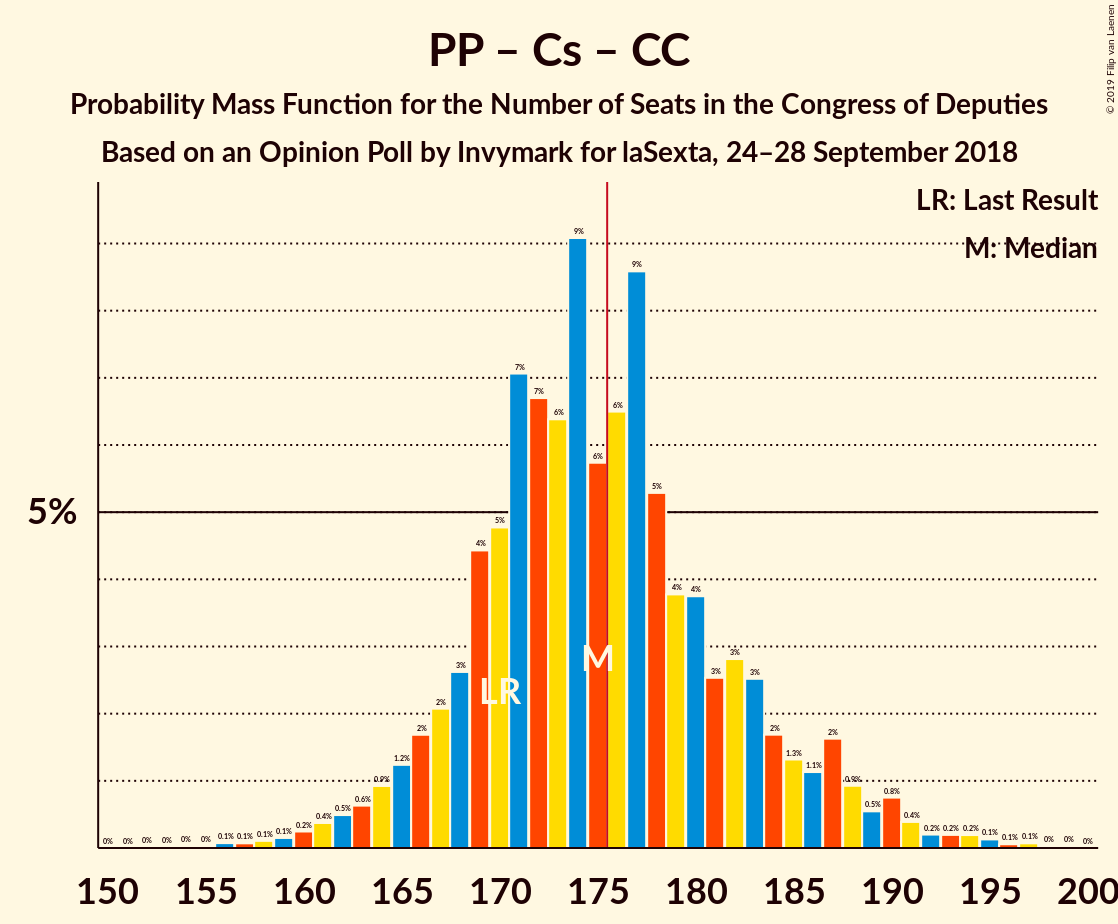 PP – Cs – CC
Probability Mass Function for the Number of Seats in the Congress of Deputies
Based on an Opinion Poll by Invymark for laSexta, 24–28 September 2018
© 2019 Filip van Laenen
LR: Last Result
M: Median
5%
0% 0% 0% 0% 0% 0% 0.1% 0.1% 0.1% 0.1% 0.2% 0.4% 0.5% 0.6% 0.9% 1.2% 2% 2% 3% 4% 5% 7% 7% 6% 9% 6% 6% 9% 5% 4% 4% 3% 3% 3% 2% 1.3% 1.1% 2% 0.9% 0.5% 0.8% 0.4% 0.2% 0.2% 0.2% 0.1% 0.1% 0.1% 0% 0% 0%
M
LR
150 155 160 165 170 175 180 185 190 195 200